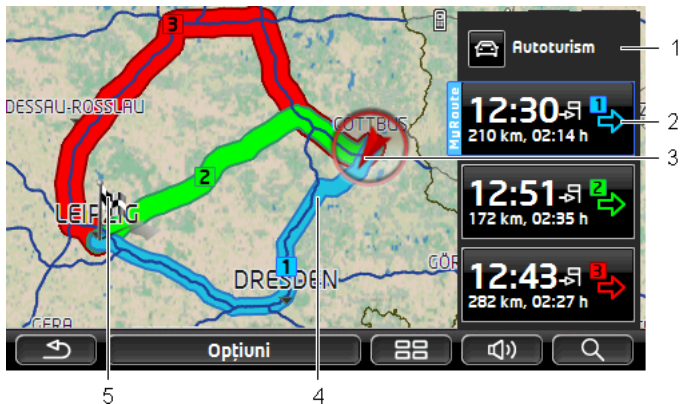 3
Autoturism
1
DESSAU-ROSSLAU
COTTBUS
MyRoute
12:30
1
210 km, 02:14 h
2
3
2
12:51
2
172 km, 02:35 h
LEIPZIG
12:43
3
282 km, 02:27 h
1
DRESDEN
GÖR
GERA
Opțiuni
5
4